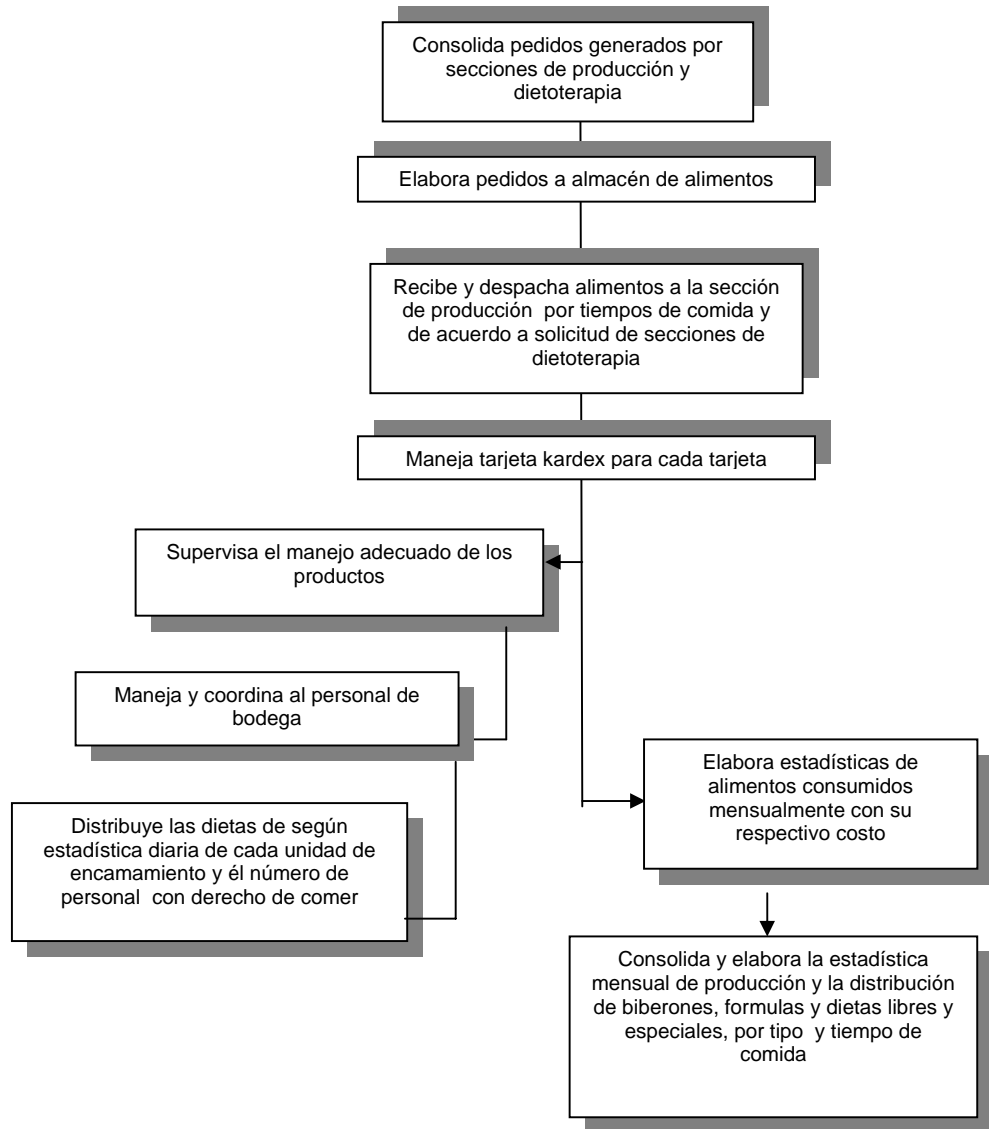 Consolida pedidos generados por
secciones de producción y
dietoterapia
Elabora pedidos a almacén de alimentos
Recibe y despacha alimentos a la sección
de producción por tiempos de comida y
de acuerdo a solicitud de secciones de
dietoterapia
Maneja tarjeta kardex para cada tarjeta
Supervisa el manejo adecuado de los
productos
Maneja y coordina al personal de
bodega
Distribuye las dietas de según
estadística diaria de cada unidad de
encamamiento y él número de
personal con derecho de comer
Elabora estadísticas de
alimentos consumidos
mensualmente con su
respectivo costo
Consolida y elabora la estadística
mensual de producción y la distribución
de biberones, formulas y dietas libres y
especiales, por tipo y tiempo de
comida